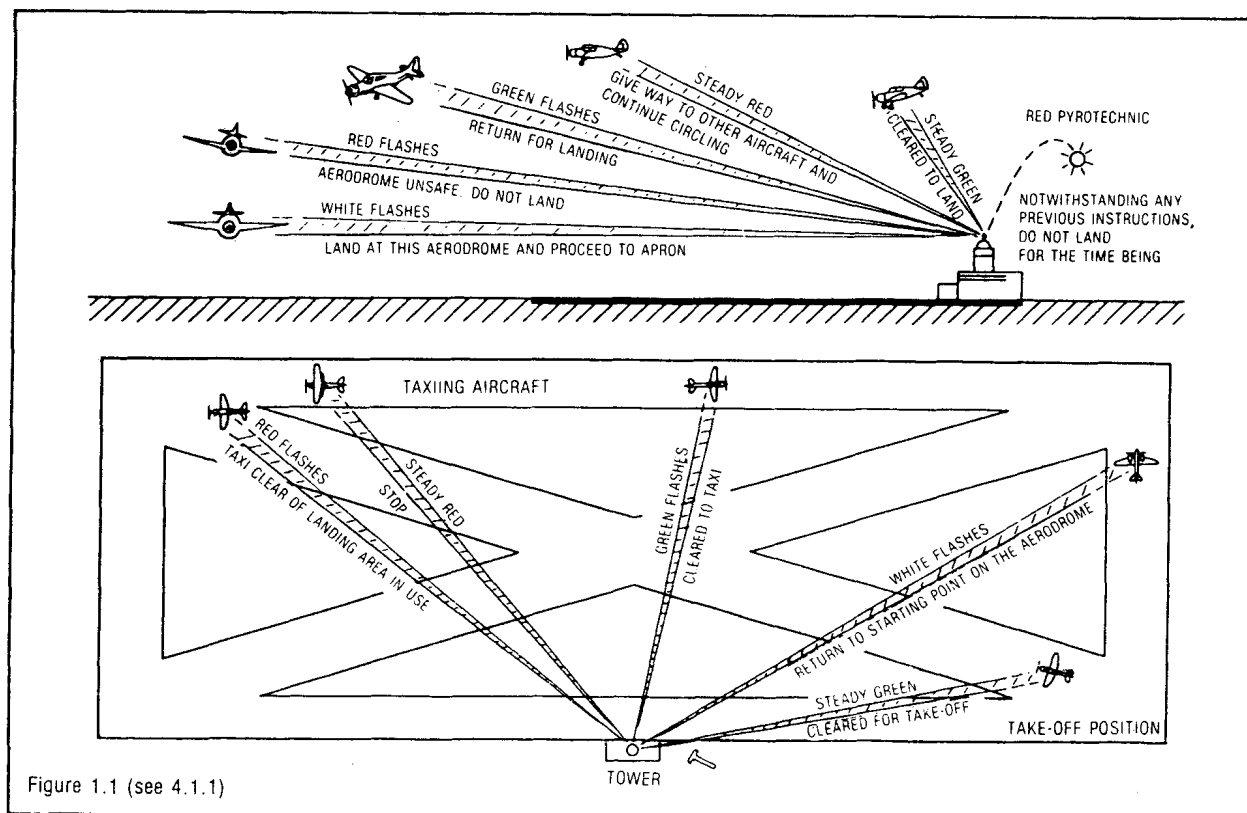 STEADY RED
GIVE WAY TO OTHER AIRCRAFT AND
CONTINUE CIRCLING
GREEN FLASHES
RETURN FOR LANDING
STEADY GREEN
CLEARED TO LAND
RED PYROTECHNIC
RED FLASHES
AERODROME UNSAFE. DO NOT LAND
WHITE FLASHES
LAND AT THIS AERODROME AND PROCEED TO APRON
NOTWITHSTANDING ANY
PREVIOUS INSTRUCTIONS,
DO NOT LAND
FOR THE TIME BEING
TAXIING AIRCRAFT
RED FLASHES
TAXI CLEAR OF LANDING AREA IN USE
STEADY RED
STOP
GREEN FLASHES
CLEARED TO TAXI
WHITE FLASHES
RETURN TO STARTING POINT ON THE AERODROME
STEADY GREEN
CLEARED FOR TAKE-OFF
TAKE-OFF POSITION
TOWER
Figure 1.1 (see 4.1.1)